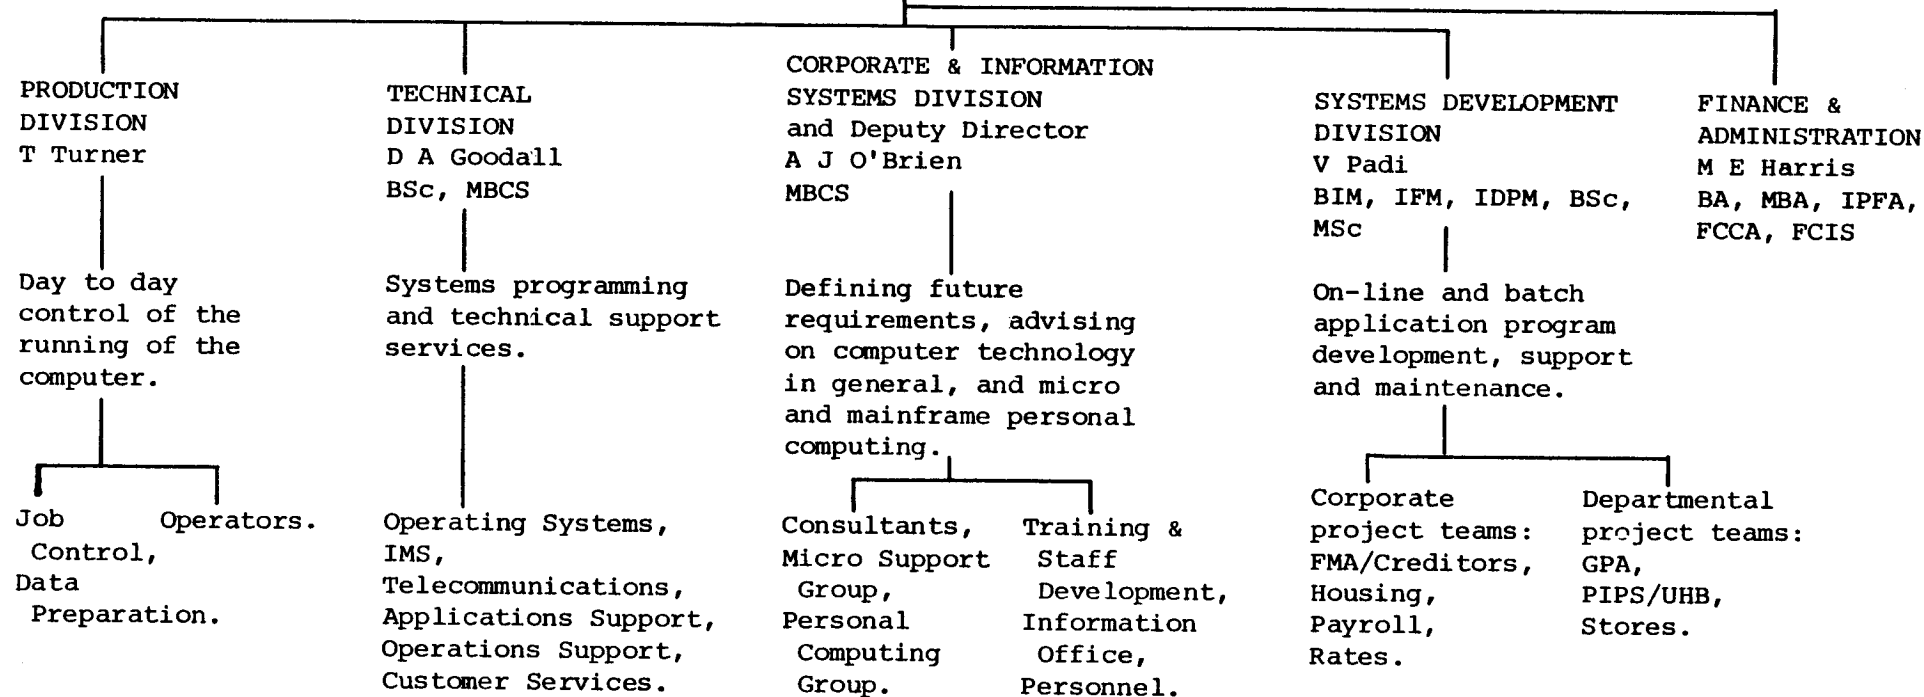 PRODUCTION
DIVISION
T Turner
Day to day
control of the
running of the
computer.
Job
Control,
Data
Preparation.
Operators.
TECHNICAL
DIVISION
D A Goodall
BSc, MBCS
Systems programming
and technical support
services.
Operating Systems,
IMS,
Telecommunications,
Applications Support,
Operations Support,
Customer Services.
CORPORATE & INFORMATION
SYSTEMS DIVISION
and Deputy Director
A J O'Brien
MBCS
Defining future
requirements, advising
on computer technology
in general, and micro
and mainframe personal
computing.
Consultants,
Micro Support
Group,
Personal
Computing
Group.
Training &
Staff
Development,
Information
Office,
Personnel.
SYSTEMS DEVELOPMENT
DIVISION
V Padi
BIM, IFM, IDPM, BSc,
MSc
On-line and batch
application program
development, support
and maintenance.
Corporate
project teams:
FMA/Creditors,
Housing,
Payroll,
Rates.
Departmental
project teams:
GPA,
PIPS/UHB,
Stores.
FINANCE &
ADMINISTRATION
M E Harris
BA, MBA, IPFA,
FCCA, FCIS